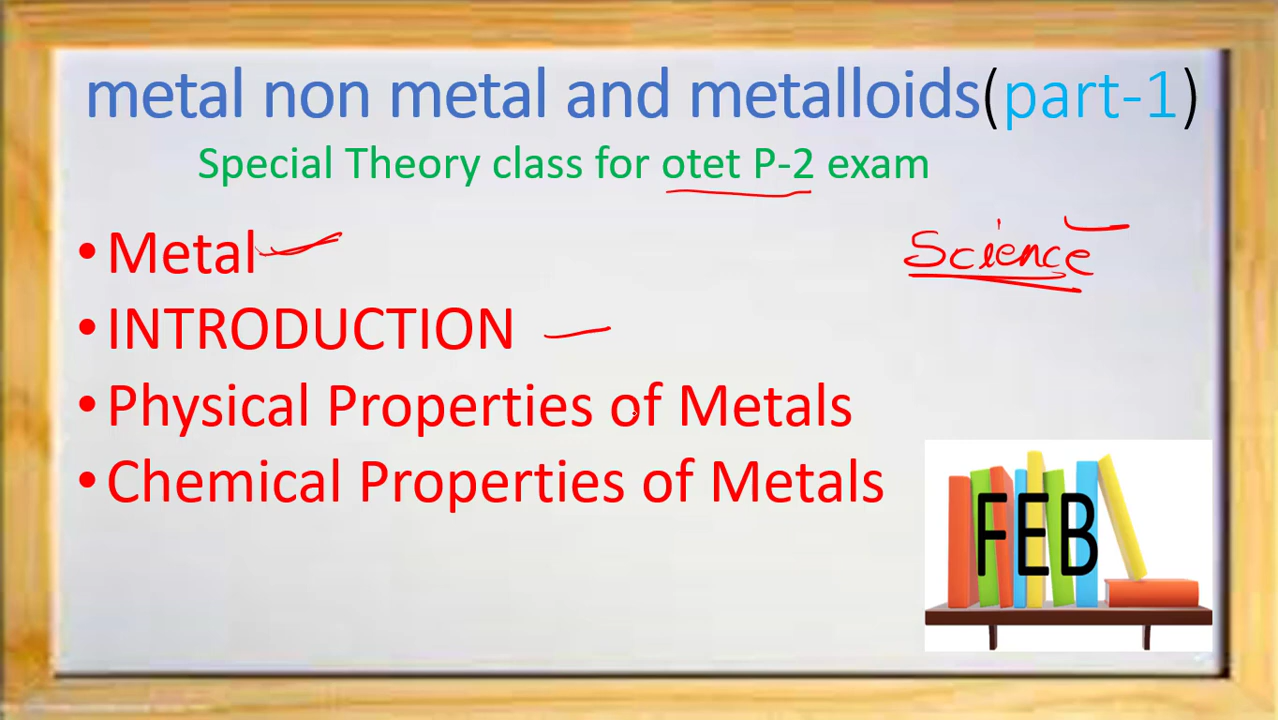 metal non metal and metalloids(part-1)
Special Theory class for otet P-2 exam
•Metal
Science
•INTRODUCTION
•Physical Properties of Metals
•Chemical Properties of Metals
FEB